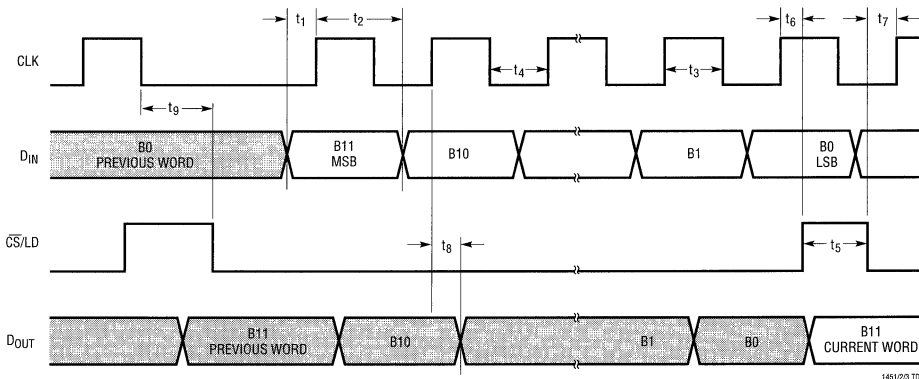 t1 t2 t6 t7
CLK
t4 t3
t9
DIN
B0
PREVIOUS WORD
B11
MSB
B10
B1
B0
LSB
CS/LD
t8
t5
DOUT
B11
PREVIOUS WORD
B10
B1
B0
B11
CURRENT WORD